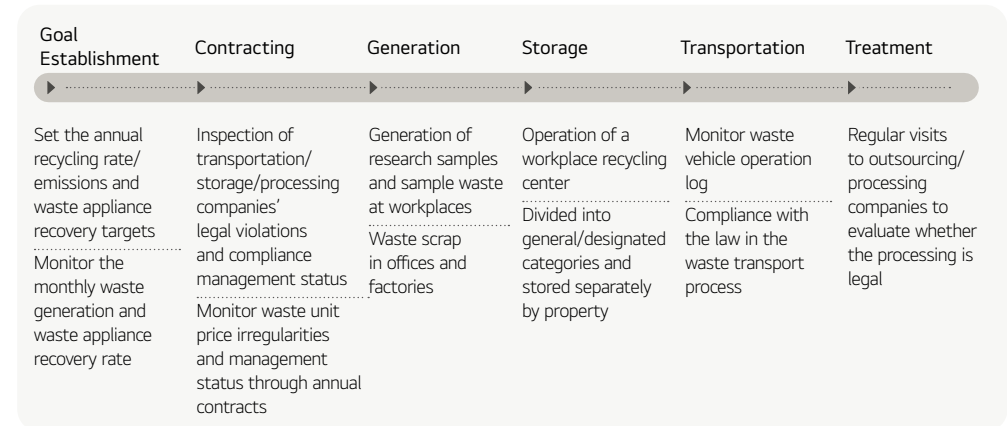 Goal
Establishment
Contracting
Generation
Storage
Transportation
Treatment
Set the annual
recycling rate/
emissions and
waste appliance
recovery targets
Monitor the
monthly waste
generation and
waste appliance
recovery rate
Inspection of
transportation/
storage/processing
companies'
legal violations
and compliance
management status
Monitor waste unit
price irregularities
and management
status through annual
contracts
Generation of
research samples
and sample waste
at workplaces
Waste scrap
in offices and
factories
Operation of a
workplace recycling
center
Divided into
general/designated
categories and
stored separately
by property
Monitor waste
vehicle operation
log
Compliance with
the law in the
waste transport
process
Regular visits
to outsourcing/
processing
companies to
evaluate whether
the processing is
legal